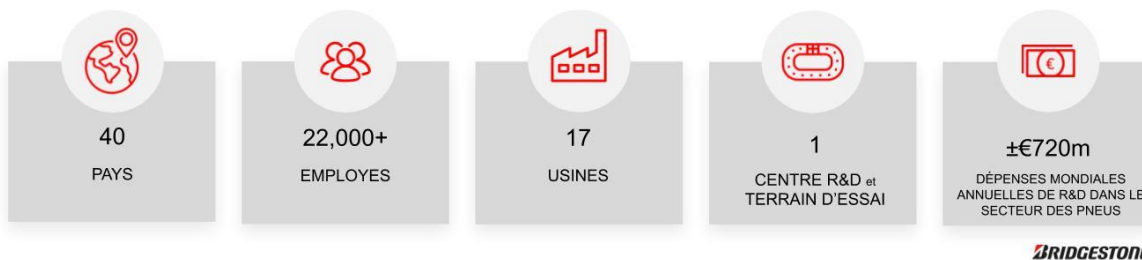 40
PAYS
22,000+
EMPLOYES
17
USINES
1
CENTRE R&D et
TERRAIN D'ESSAI
±€720m
DÉPENSES MONDIALES
ANNUELLES DE R&D DANS LE
SECTEUR DES PNEUS
€
BRIDGESTONE